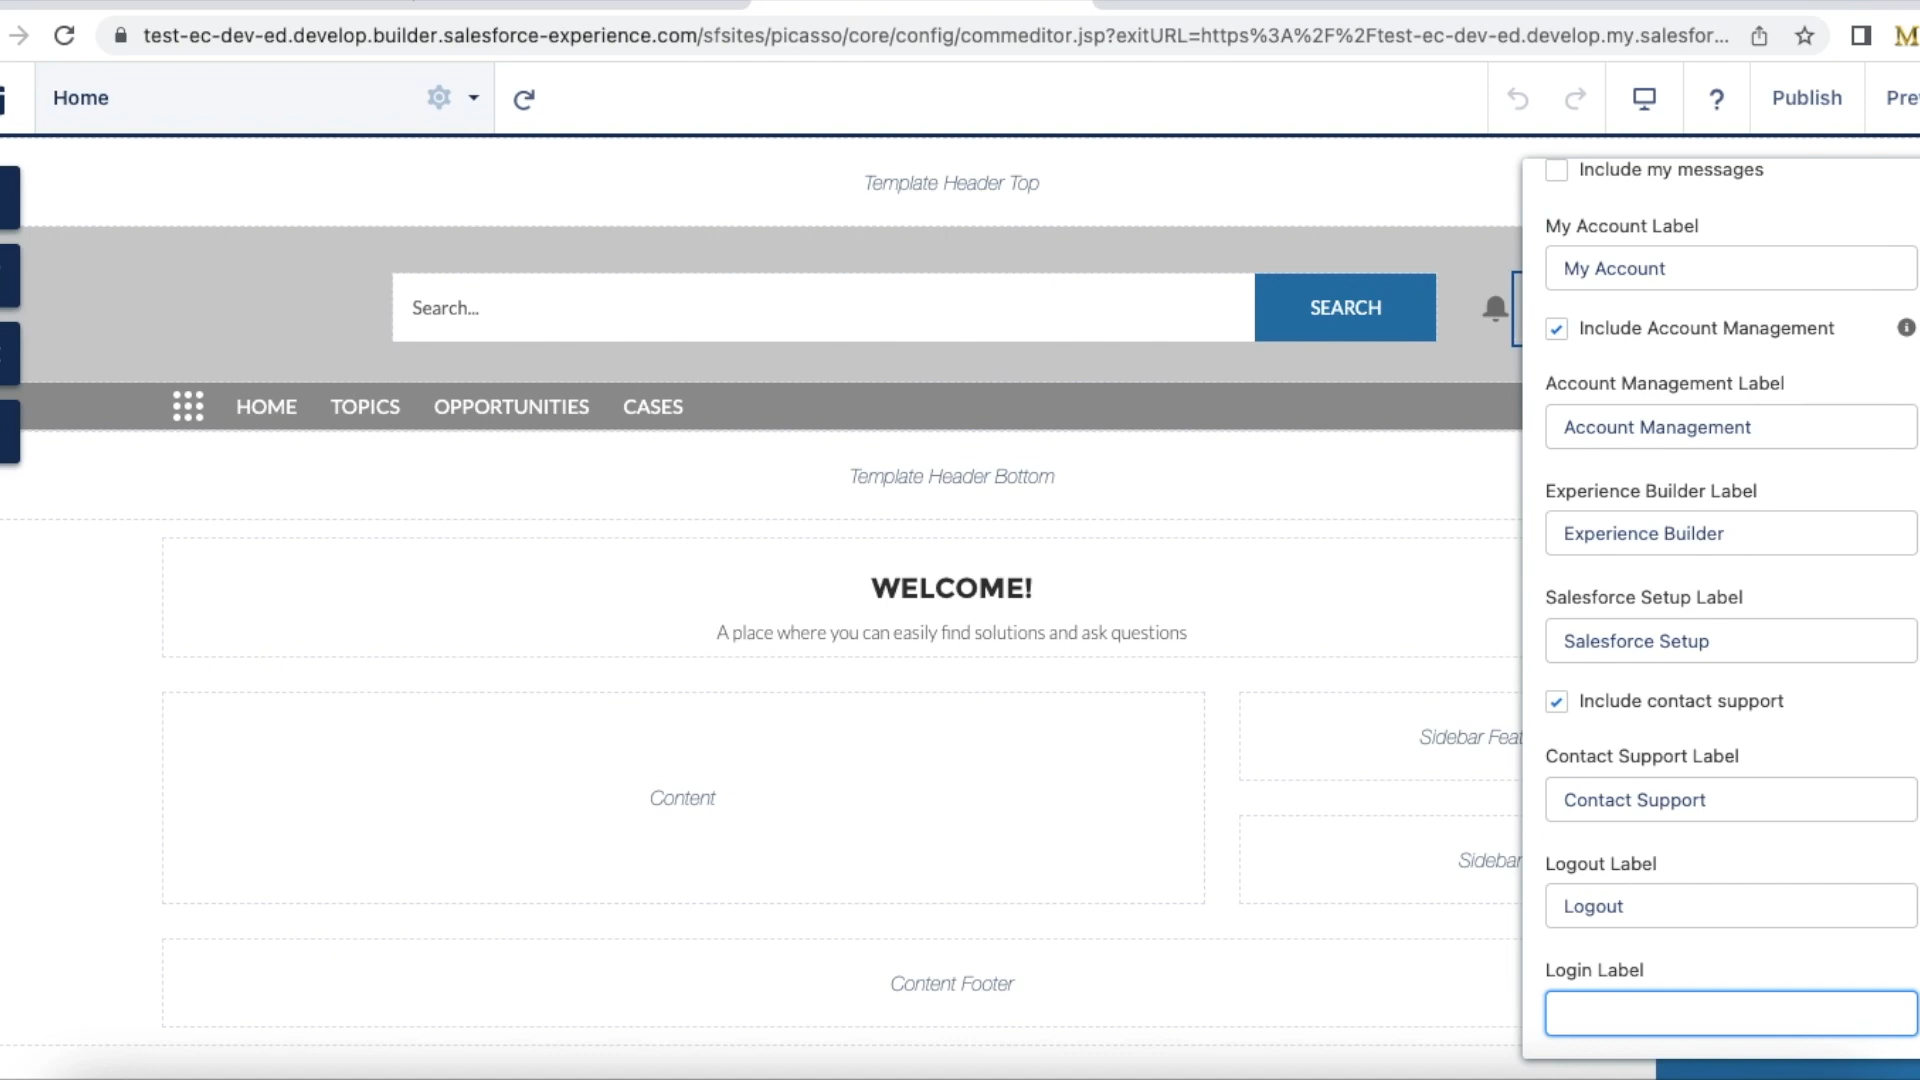 test-ec-dev-ed.develop.builder.salesforce-experience.com/sfsites/picasso/core/config/commeditor.jsp?exitURL=https%3A%2F%2Ftest-ec-dev-ed.develop.my.salesfor...
M
Home
?
Publish
Pre
Template Header Top
Include my messages
My Account Label
My Account
Search...
SEARCH
Include Account Management
Account Management Label
HOME TOPICS OPPORTUNITIES CASES
Account Management
Template Header Bottom
Experience Builder Label
Experience Builder
WELCOME!
A place where you can easily find solutions and ask questions
Salesforce Setup Label
Salesforce Setup
Include contact support
Sidebar Feat
Contact Support Label
Content
Contact Support
Sidebar
Logout Label
Logout
Login Label
Content Footer